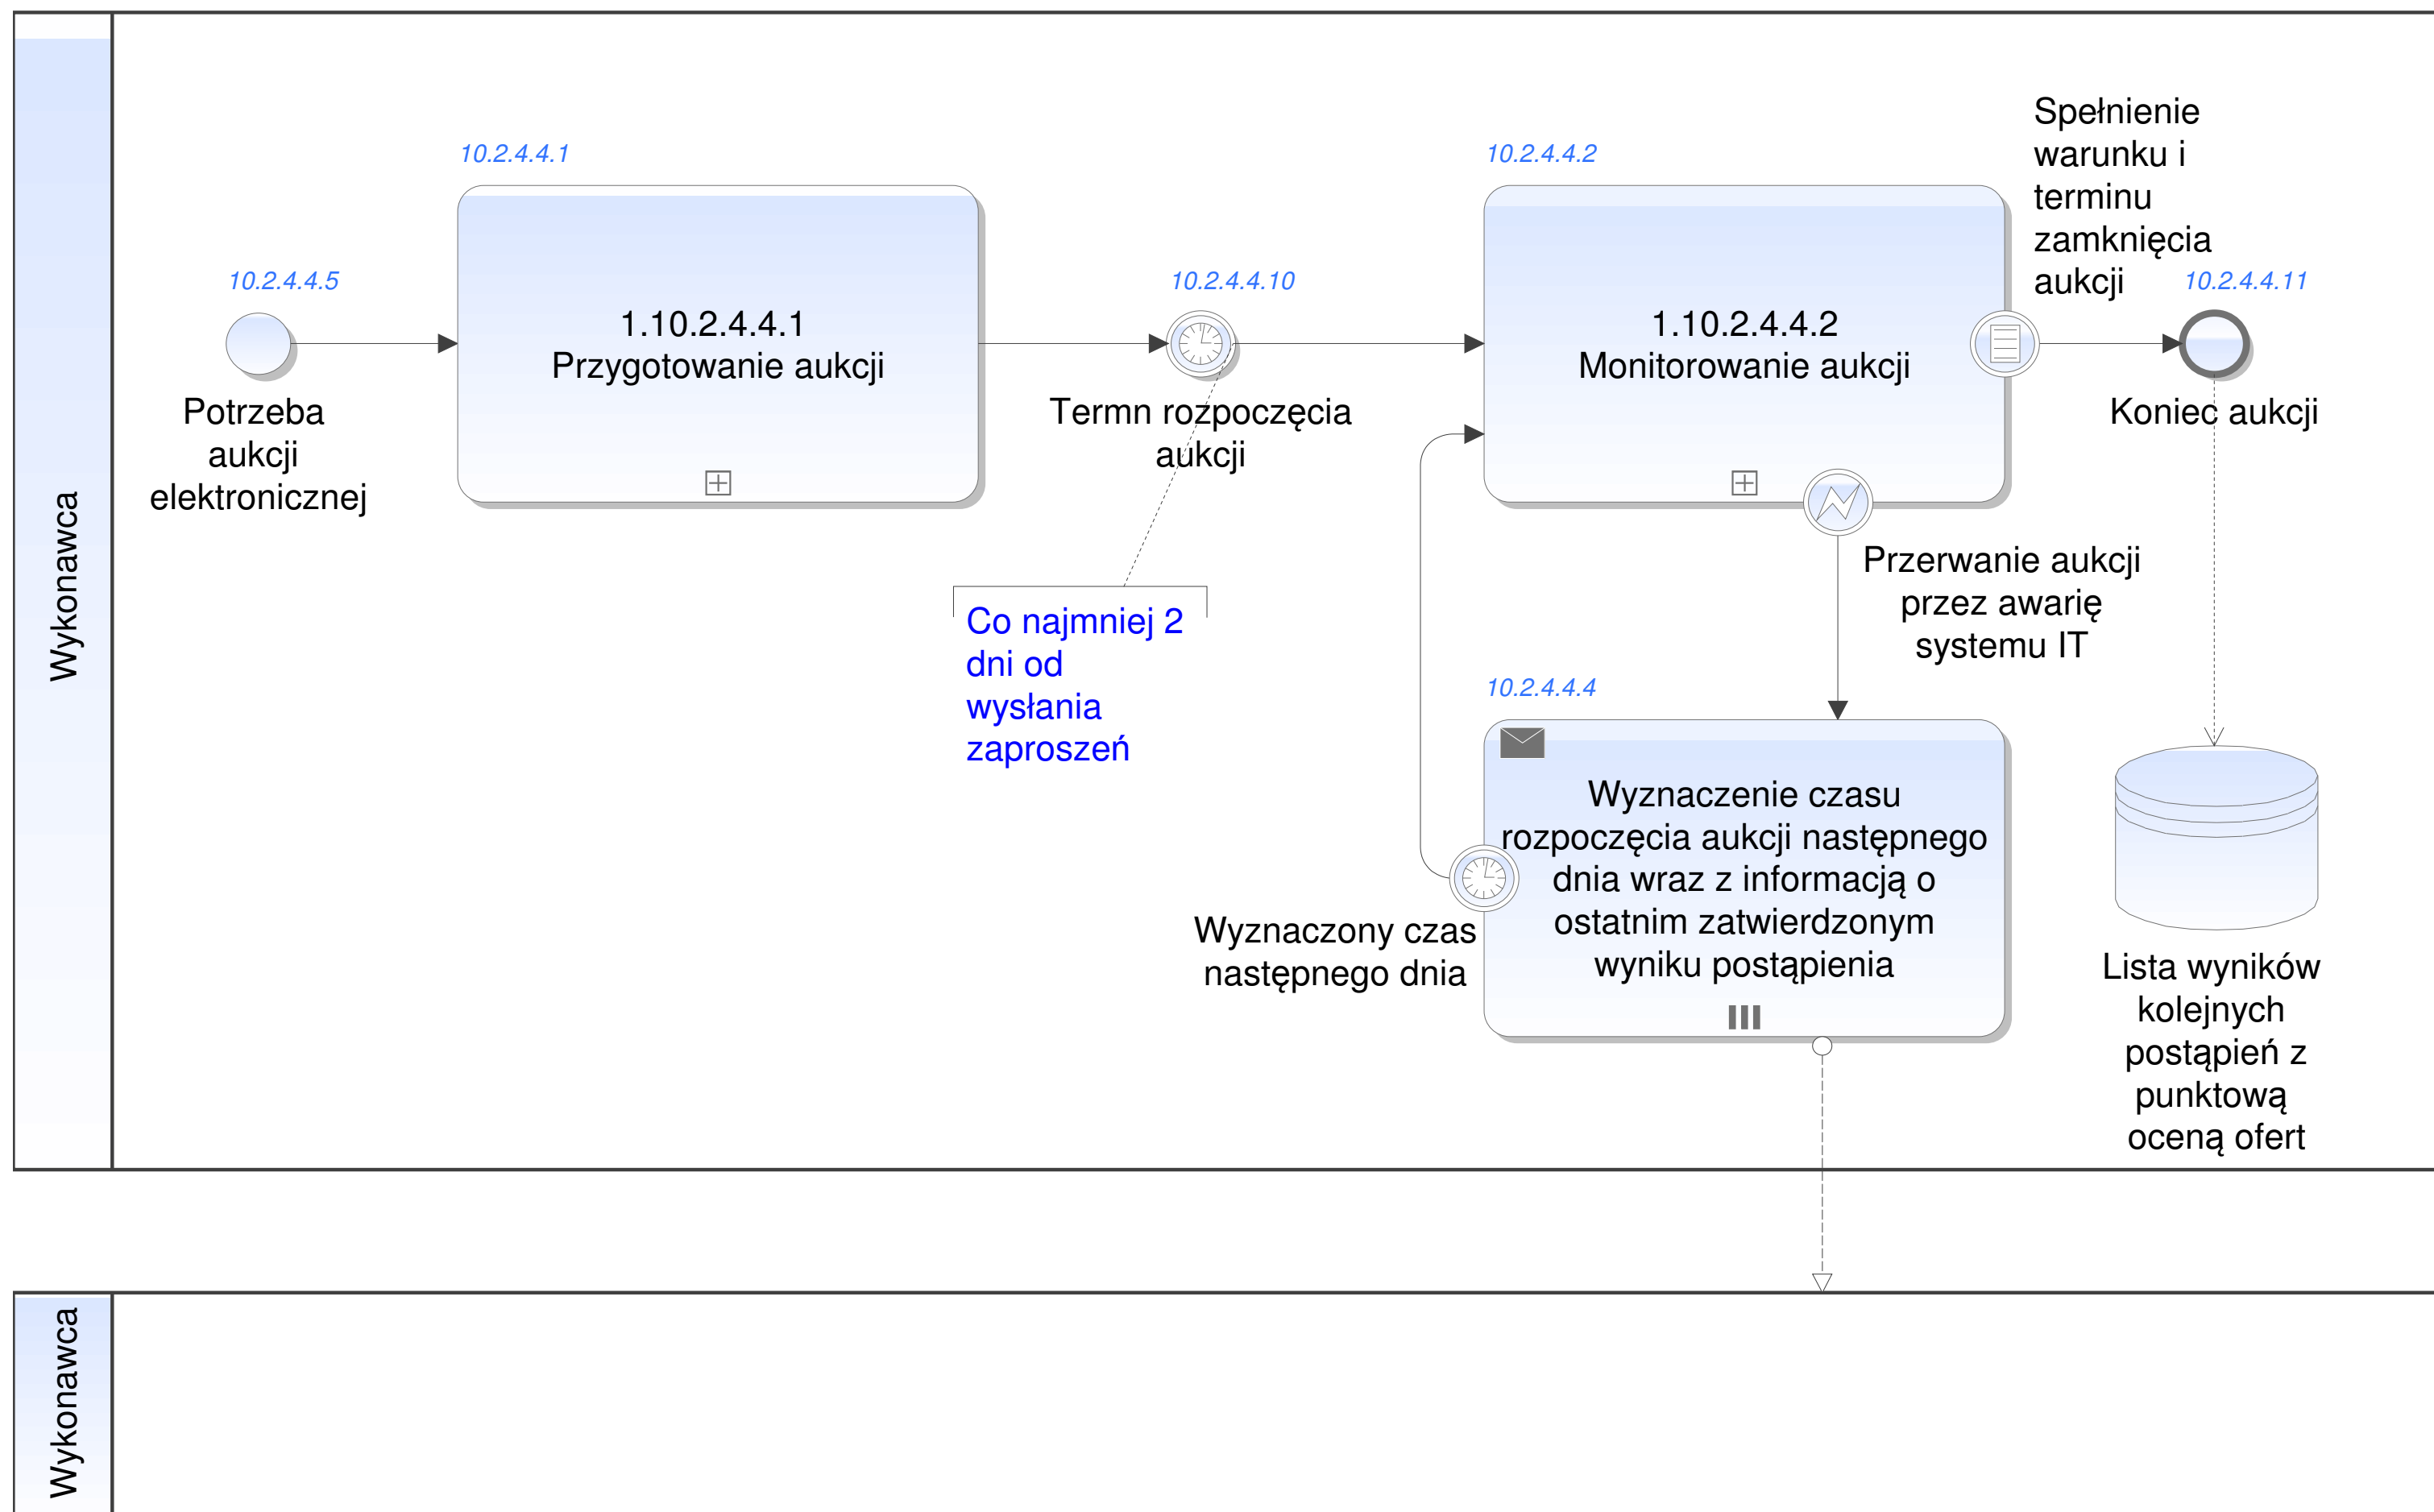 Wykonawca
10.2.4.4.5
Potrzeba
aukcji
elektronicznej
10.2.4.4.1
1.10.2.4.4.1
Przygotowanie aukcji
10.2.4.4.10
Termn rozpoczęcia
aukcji
Co najmniej 2
dni od
wysłania
zaproszeń
10.2.4.4.2
1.10.2.4.4.2
Monitorowanie aukcji
Spełnienie
warunku i
terminu
zamknięcia
aukcji
10.2.4.4.11
Koniec aukcji
Przerwanie aukcji
przez awarię
systemu IT
10.2.4.4.4
Wyznaczenie czasu
rozpoczęcia aukcji następnego
dnia wraz z informacją o
ostatnim zatwierdzonym
wyniku postąpienia
Wyznaczony czas
następnego dnia
Lista wyników
kolejnych
postąpień z
punktową
oceną ofert
Wykonawca